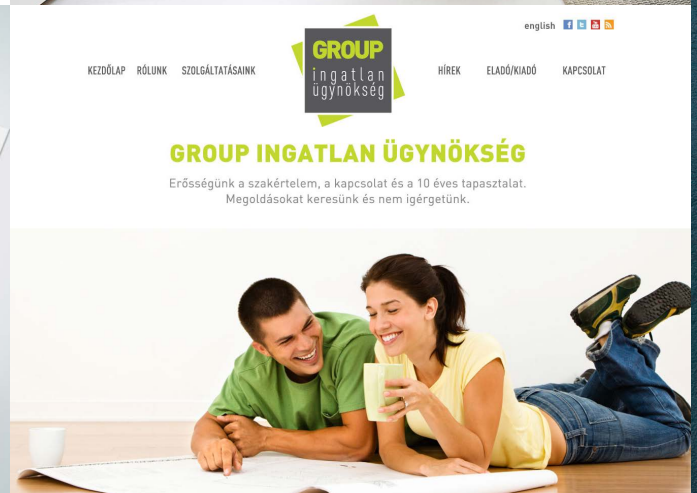 english
KEZDŐLAP RÓLUNK SZOLGÁLTATÁSAINK
GROUP
ingatlan
ügynökség
HÍREK ELADÓ/KIADÓ KAPCSOLAT
GROUP INGATLAN ÜGYNÖKSÉG
Erősségünk a szakértelem, a kapcsolat és a 10 éves tapasztalat.
Megoldásokat keresünk és nem igérgetünk.